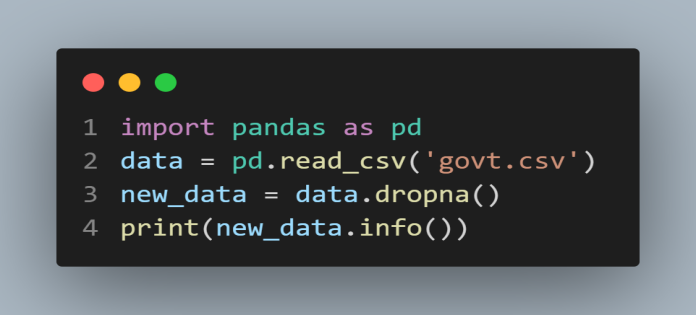 1 import pandas as pd
2 data = pd.read_csv('govt.csv')
3 new_data = data.dropna()
4 print(new_data.info())